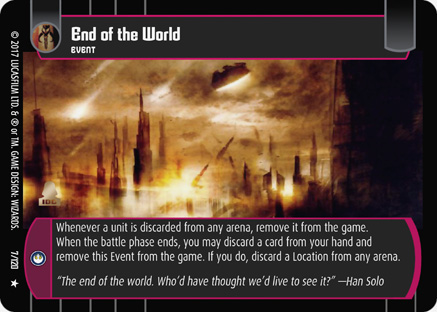 End of the World
EVENT
© 2017 LUCASFILM LTD. & ® or TM. GAME DESIGN: WIZARDS.
Whenever a unit is discarded from any arena, remove it from the game.
When the battle phase ends, you may discard a card from your hand and
remove this Event from the game. If you do, discard a Location from any arena.
“The end of the world. Who’d have thought we’d live to see it?” —Han Solo